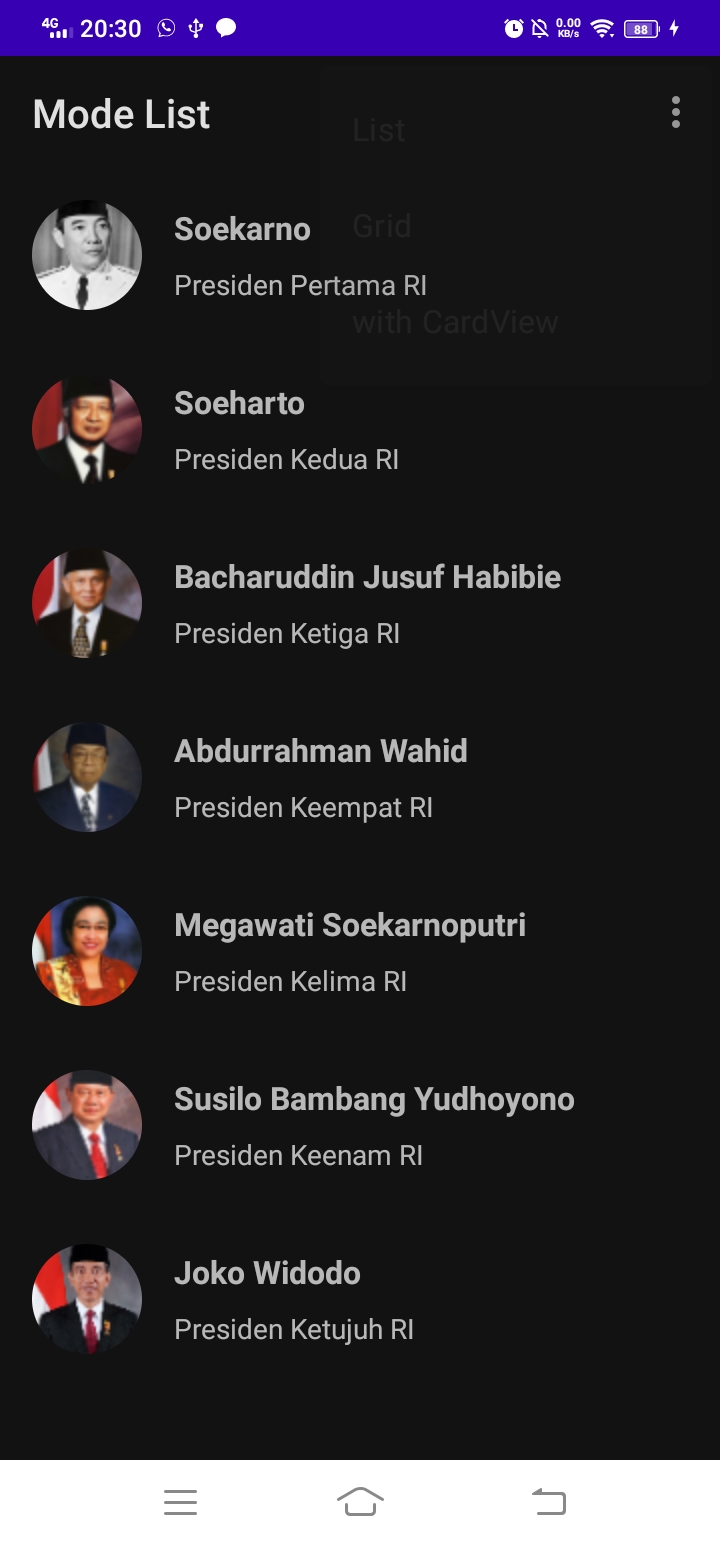 4G 20:30 0.00 KB/s 88
Mode List
List
Soekarno
Grid
Presiden Pertama RI
with CardView
Soeharto
Presiden Kedua RI
Bacharuddin Jusuf Habibie
Presiden Ketiga RI
Abdurrahman Wahid
Presiden Keempat RI
Megawati Soekarnoputri
Presiden Kelima RI
Susilo Bambang Yudhoyono
Presiden Keenam RI
Joko Widodo
Presiden Ketujuh RI